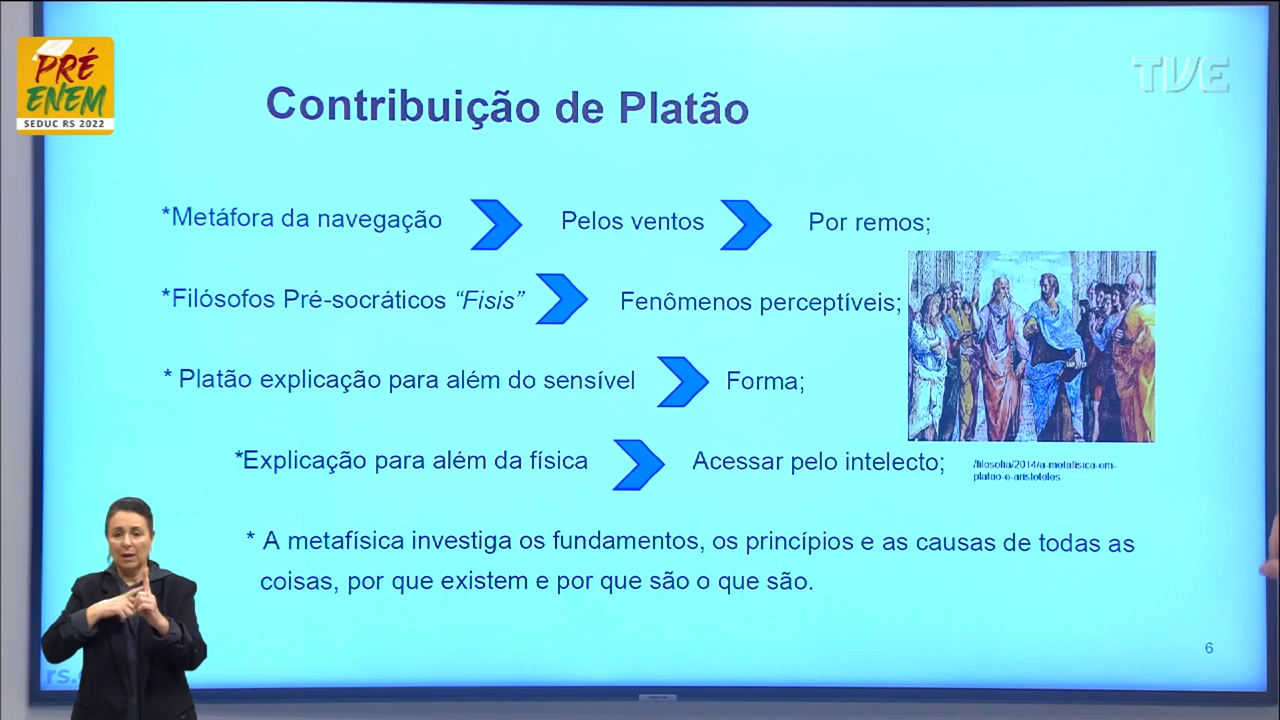 PRÉ
ENEM
SEDUC RS 2022
TVE
Contribuição de Platão
*Metáfora da navegação Pelos ventos Por remos;
*Filósofos Pré-socráticos “Fisis” Fenômenos perceptíveis;
* Platão explicação para além do sensível Forma;
*Explicação para além da física Acessar pelo intelecto;
/filosofia/2014/a-metafisica-em-
platao-e-aristoteles
* A metafísica investiga os fundamentos, os princípios e as causas de todas as
coisas, por que existem e por que são o que são.
6
rs.